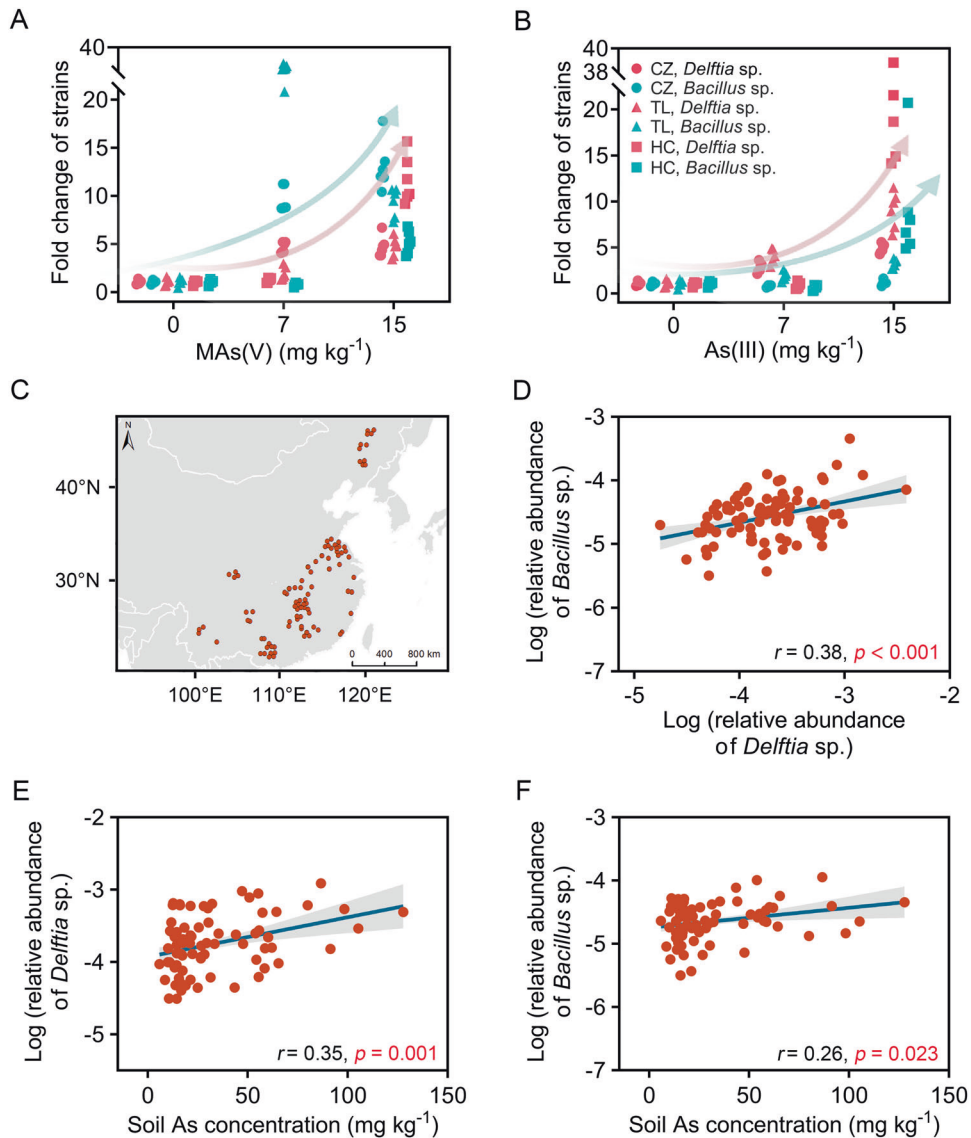 A
Fold change of strains
40
20
15
10
5
0
0 7 15
MAs(V) (mg kg⁻¹)
B
Fold change of strains
40
38
20
15
10
5
0
CZ, Delftia sp.
CZ, Bacillus sp.
TL, Delftia sp.
TL, Bacillus sp.
HC, Delftia sp.
HC, Bacillus sp.
0 7 15
As(III) (mg kg⁻¹)
C
N
40°N
30°N
0 400 800 km
100°E 110°E 120°E
D
Log (relative abundance
of Bacillus sp.)
-3
-4
-5
-6
-7
r = 0.38, p < 0.001
-5 -4 -3 -2
Log (relative abundance
of Delftia sp.)
E
Log (relative abundance
of Delftia sp.)
-2
-3
-4
-5
r = 0.35, p = 0.001
0 50 100 150
Soil As concentration (mg kg⁻¹)
F
Log (relative abundance
of Bacillus sp.)
-3
-4
-5
-6
-7
r = 0.26, p = 0.023
0 50 100 150
Soil As concentration (mg kg⁻¹)